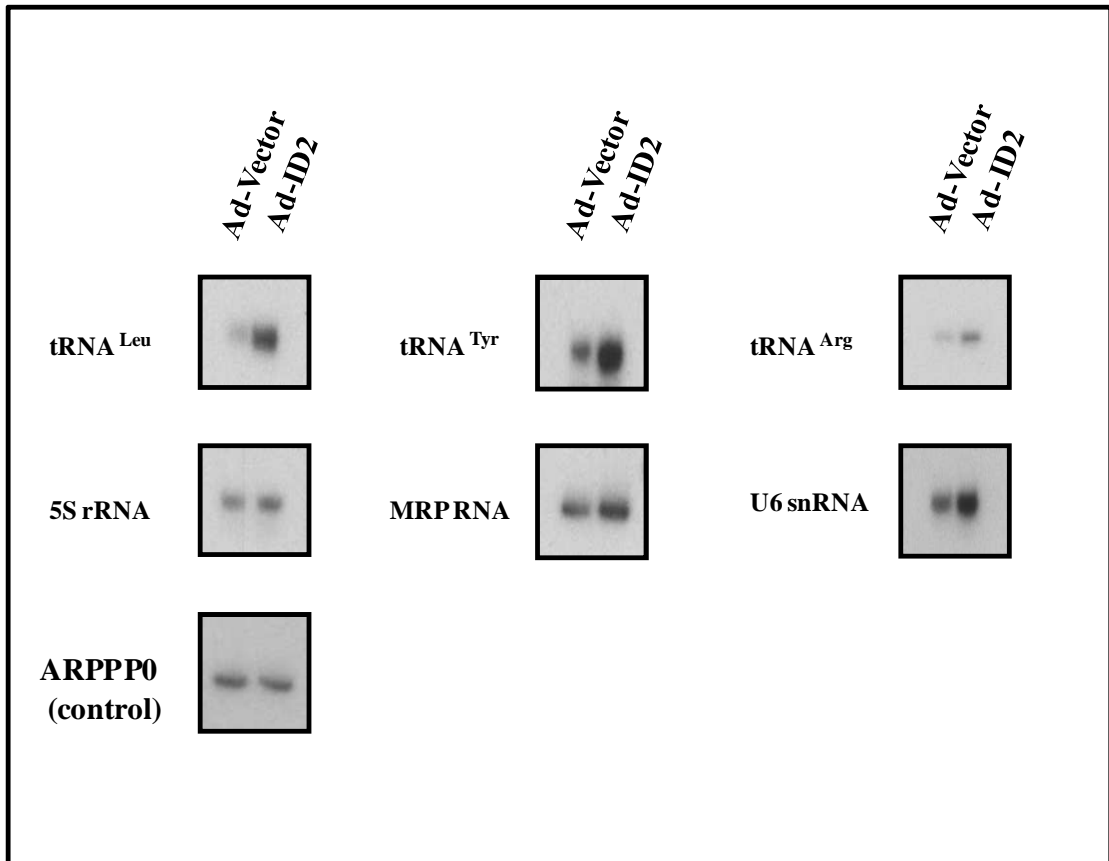 Ad-Vector
Ad-ID2
Ad-Vector
Ad-ID2
Ad-Vector
Ad- ID2
tRNA Leu
tRNA Tyr
tRNA Arg
5S rRNA
MRP RNA
U6 snRNA
ARPPP0
(control)